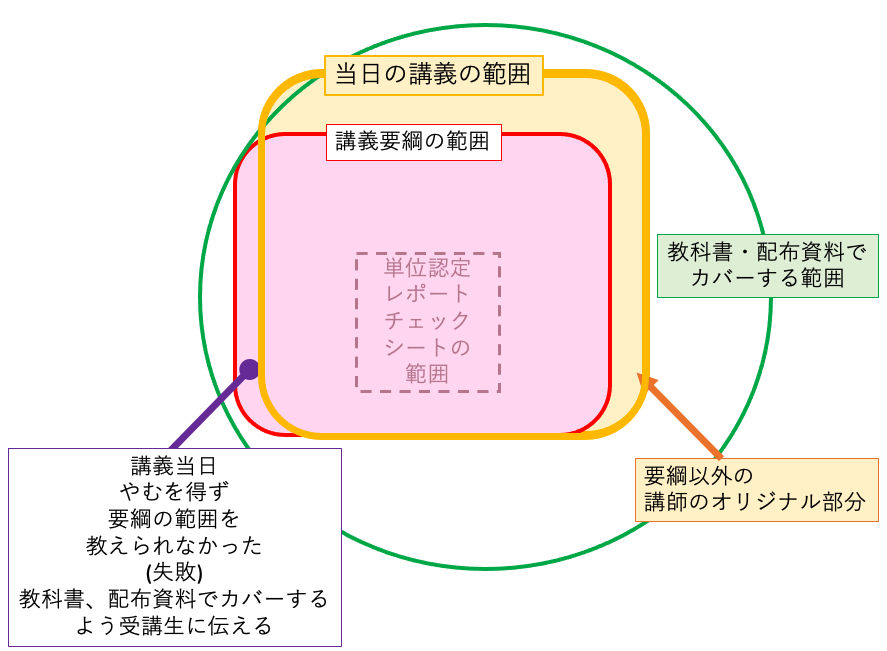 当日の講義の範囲
講義要綱の範囲
教科書・配布資料で
カバーする範囲
単位認定
レポート
チェック
シートの
範囲
講義当日
やむを得ず
要綱の範囲を
教えられなかった
(失敗)
教科書、配布資料でカバーする
よう受講生に伝える
要綱以外の
講師のオリジナル部分